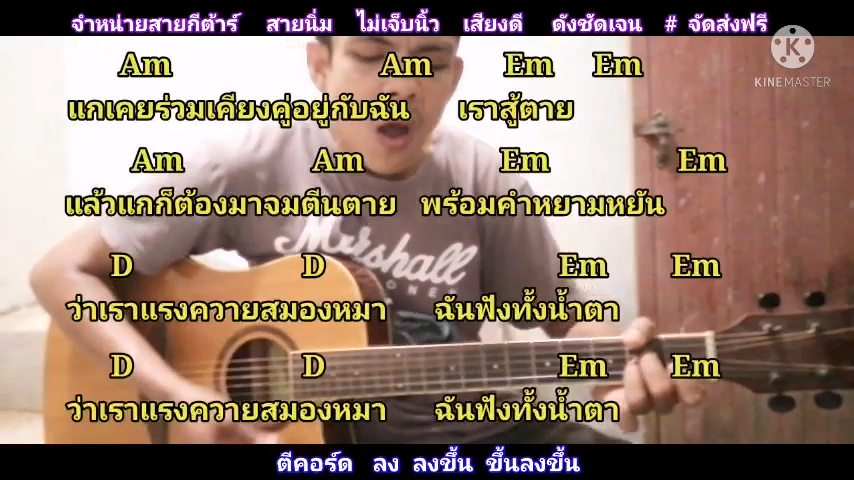 จำหน่ายสายกีต้าร์ สายนิ่ม ไม่เจ็บนิ้ว เสียงดี ดังชัดเจน # จัดส่งฟรี
KINEMASTER
Am Am Em Em
แกเคยร่วมเคียงคู่อยู่กับฉัน เราสู้ตาย
Am Am Em Em
แล้วแกก็ต้องมาจมตีนตาย พร้อมคำหยามหยัน
Marshall
D D Em Em
ว่าเราแรงควายสมองหมา ฉันฟังทั้งน้ำตา
D D Em Em
ว่าเราแรงควายสมองหมา ฉันฟังทั้งน้ำตา
ตีคอร์ด ลง ลงขึ้น ขึ้นลงขึ้น